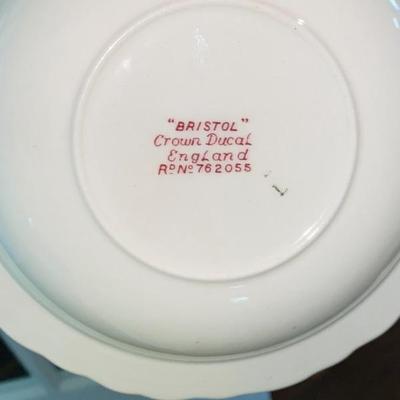 "BRISTOL"
Crown Ducal
England
Rᴰ Nº 762055